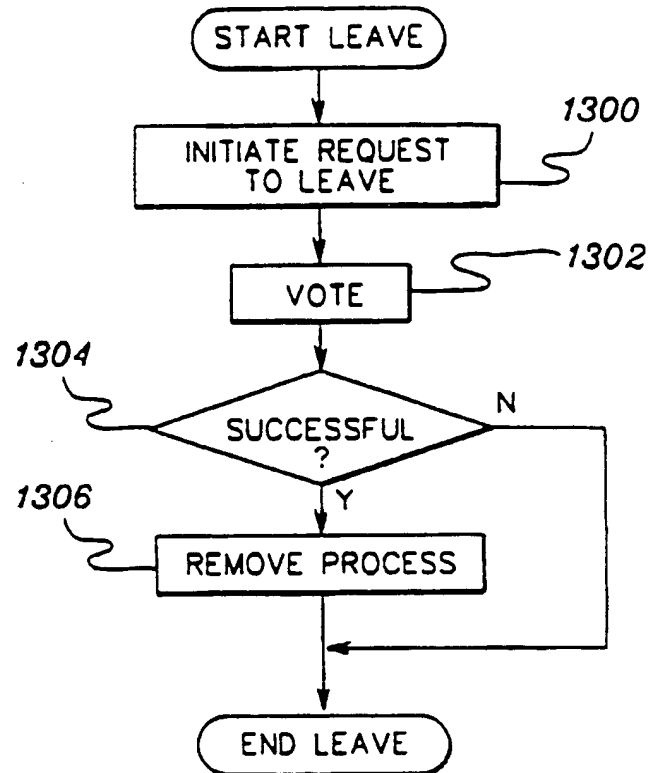 START LEAVE
1300
INITIATE REQUEST
TO LEAVE
1302
VOTE
1304
N
SUCCESSFUL
?
Y
1306
REMOVE PROCESS
END LEAVE